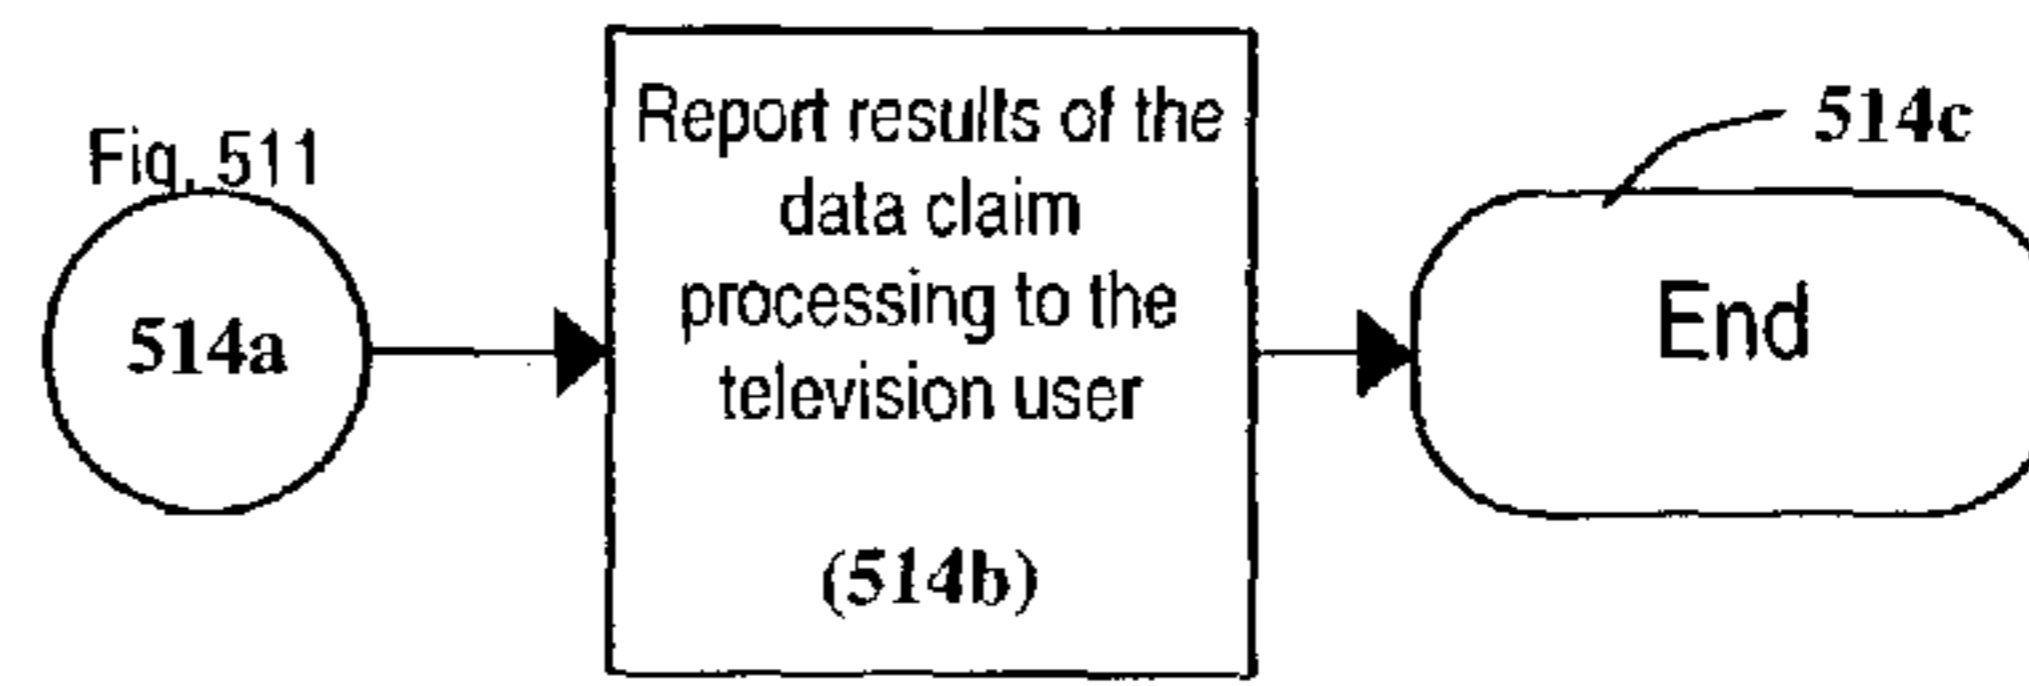 Fig. 511
514a
Report results of the
data claim
processing to the
television user
(514b)
514c
End